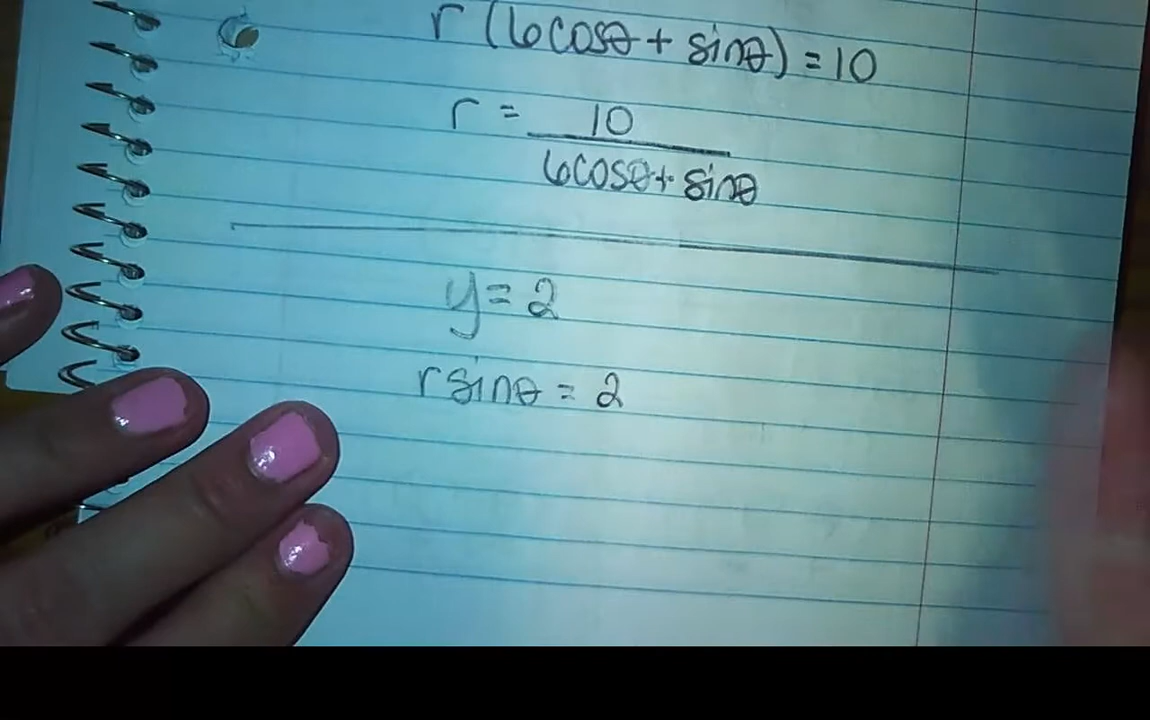 r (6cosθ + sinθ) = 10
r = 10
6cosθ + sinθ
y = 2
r sinθ = 2